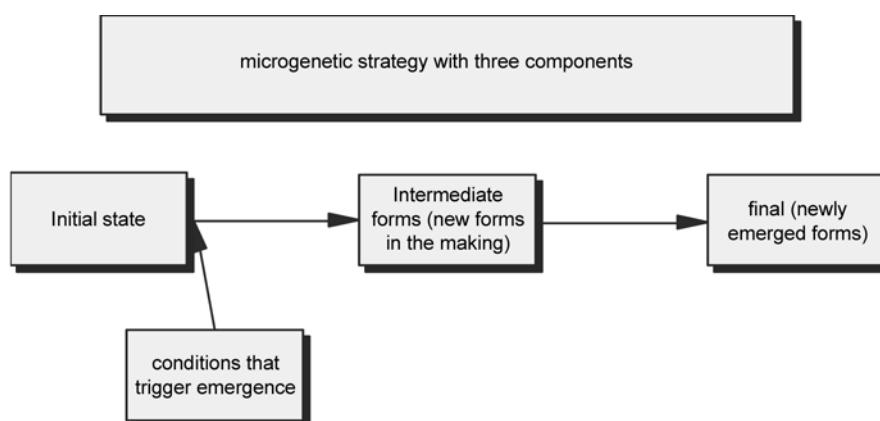 microgenetic strategy with three components
Initial state
Intermediate
forms (new forms
in the making)
final (newly
emerged forms)
conditions that
trigger emergence